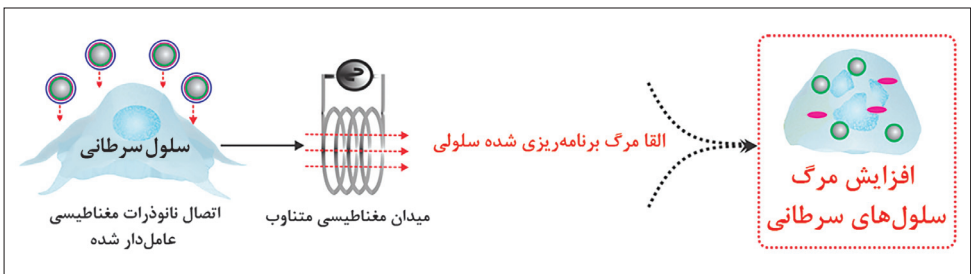 سلول سرطانی
اتصال نانوذرات مغناطیسی
عامل‌دار شده
میدان مغناطیسی متناوب
القا مرگ برنامه‌ریزی شده سلولی
افزایش مرگ
سلول‌های سرطانی